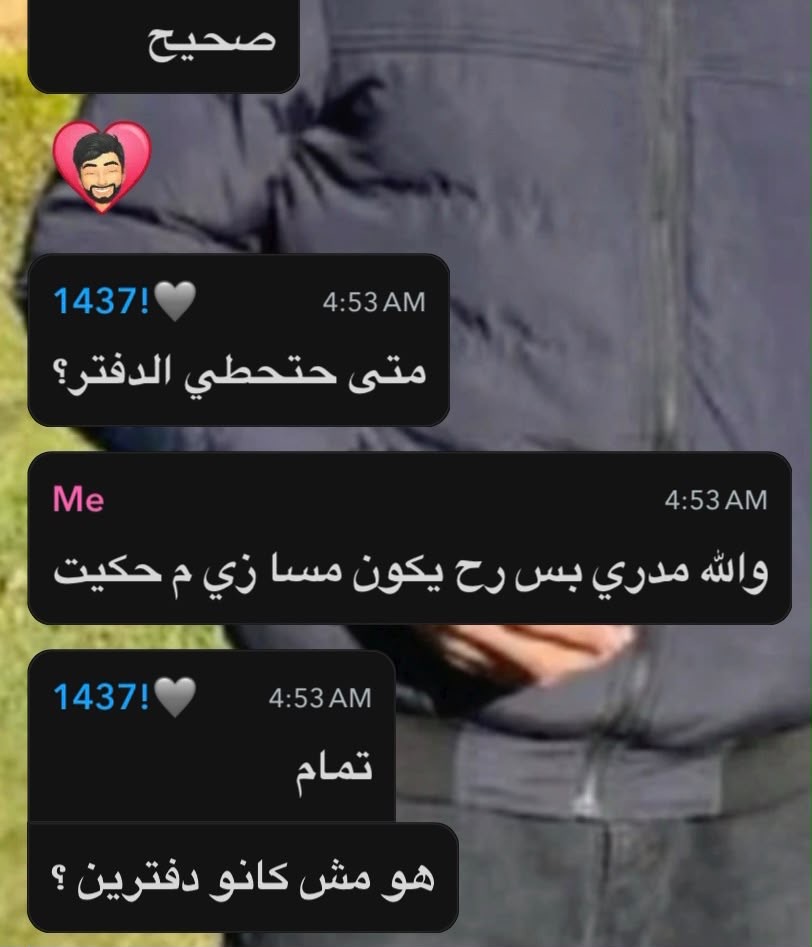 صحيح
1437!🤍 4:53 AM
متى حتحطي الدفتر؟
Me 4:53 AM
والله مدري بس رح يكون مسا زي م حكيت
1437!🤍 4:53 AM
تمام
هو مش كانو دفترين ؟